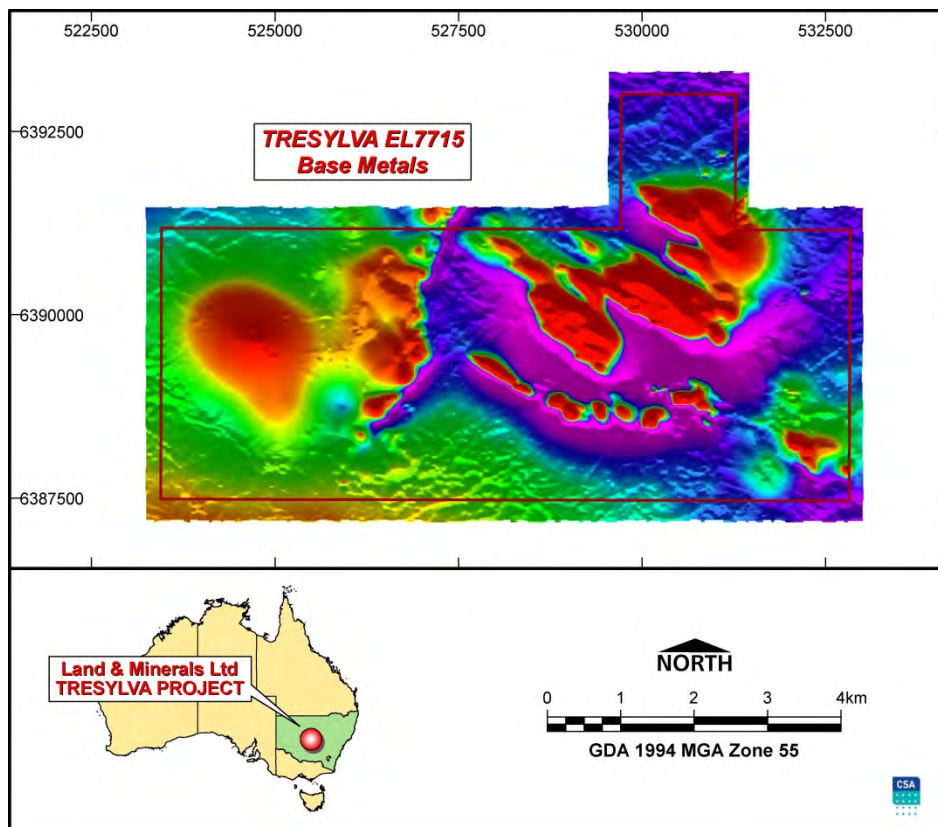 522500 525000 527500 530000 532500
6392500
TRESYLVA EL7715
Base Metals
6390000
6387500
Land & Minerals Ltd
TRESYLVA PROJECT
NORTH
0 1 2 3 4km
GDA 1994 MGA Zone 55
CSA